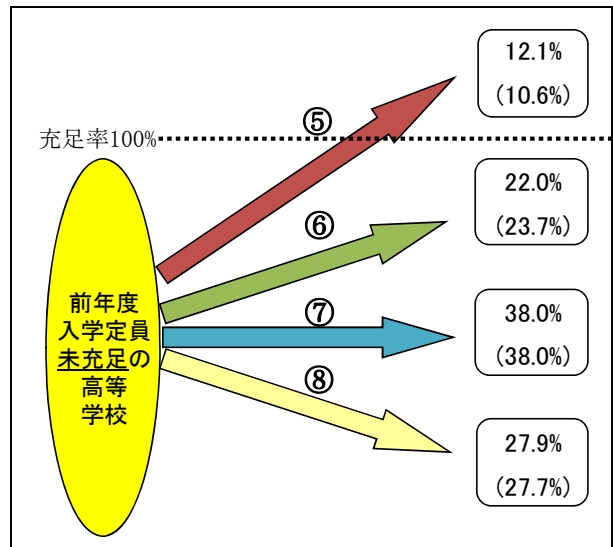 12.1%
(10.6%)
⑤
充足率100%
22.0%
(23.7%)
⑥
前年度
入学定員
未充足の
高等
学校
⑦
38.0%
(38.0%)
⑧
27.9%
(27.7%)